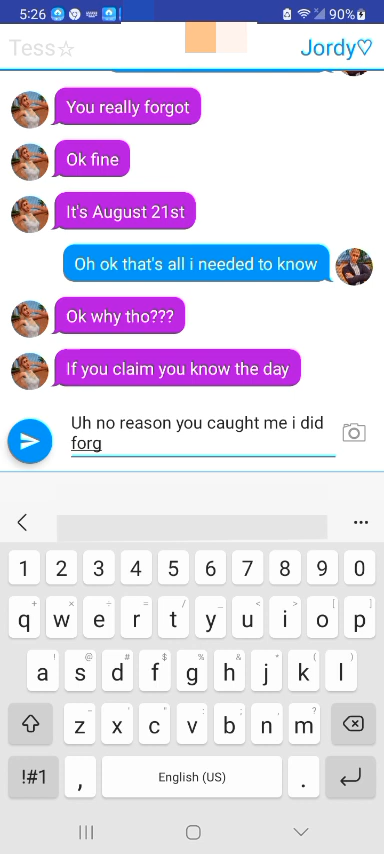 5:26 90%
Tess☆ Jordy♡
You really forgot
Ok fine
It's August 21st
Oh ok that's all i needed to know
Ok why tho???
If you claim you know the day
Uh no reason you caught me i did
forg
1 2 3 4 5 6 7 8 9 0
+ × ÷ = / _ < > [ ]
q w e r t y u i o p
! @ # $ % ^ & * ( )
a s d f g h j k l
- ' " : ; , ?
z x c v b n m
!#1 , English (US) .